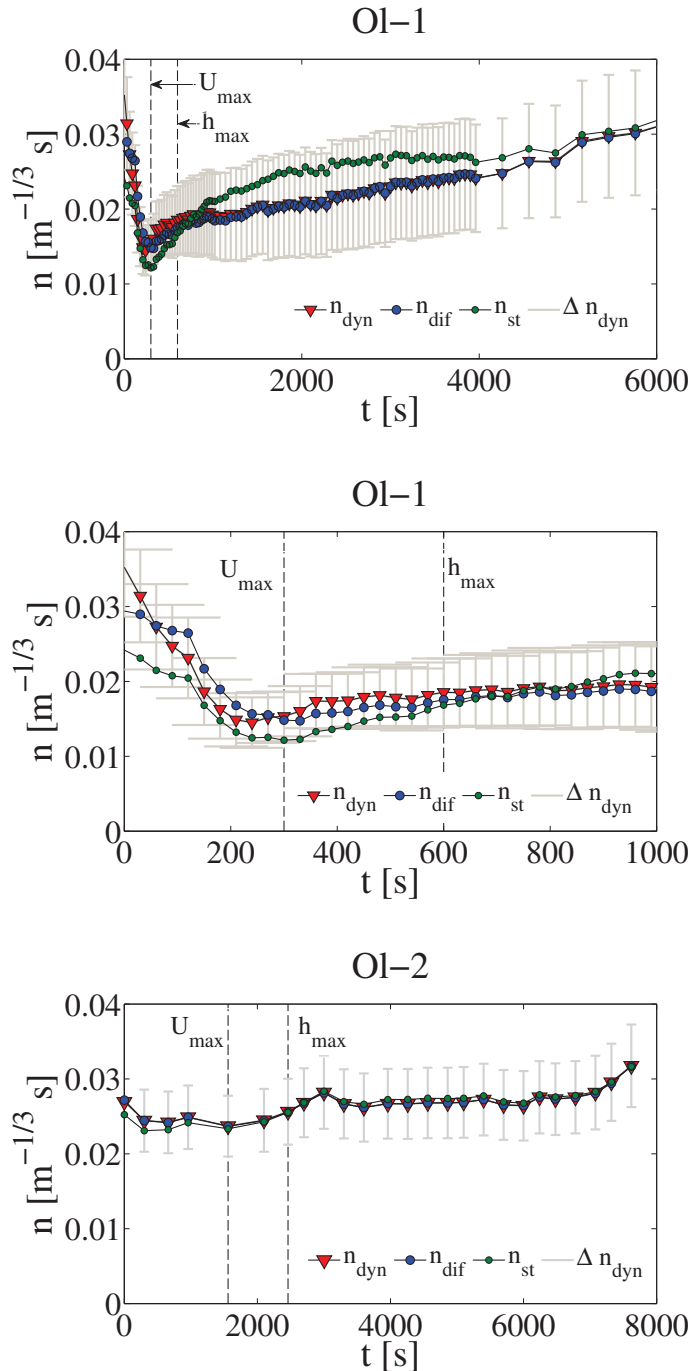 Ol−1
0.04
0.03
0.02
0.01
0
n [m−1/3 s]
U max
h max
n dyn n dif n st Δ n dyn
0 2000 4000 6000
t [s]
Ol−1
0.04
0.03
0.02
0.01
0
n [m−1/3 s]
U max
h max
n dyn n dif n st Δ n dyn
0 200 400 600 800 1000
t [s]
Ol−2
0.04
0.03
0.02
0.01
0
n [m−1/3 s]
U max h max
n dyn n dif n st Δ n dyn
0 2000 4000 6000 8000
t [s]